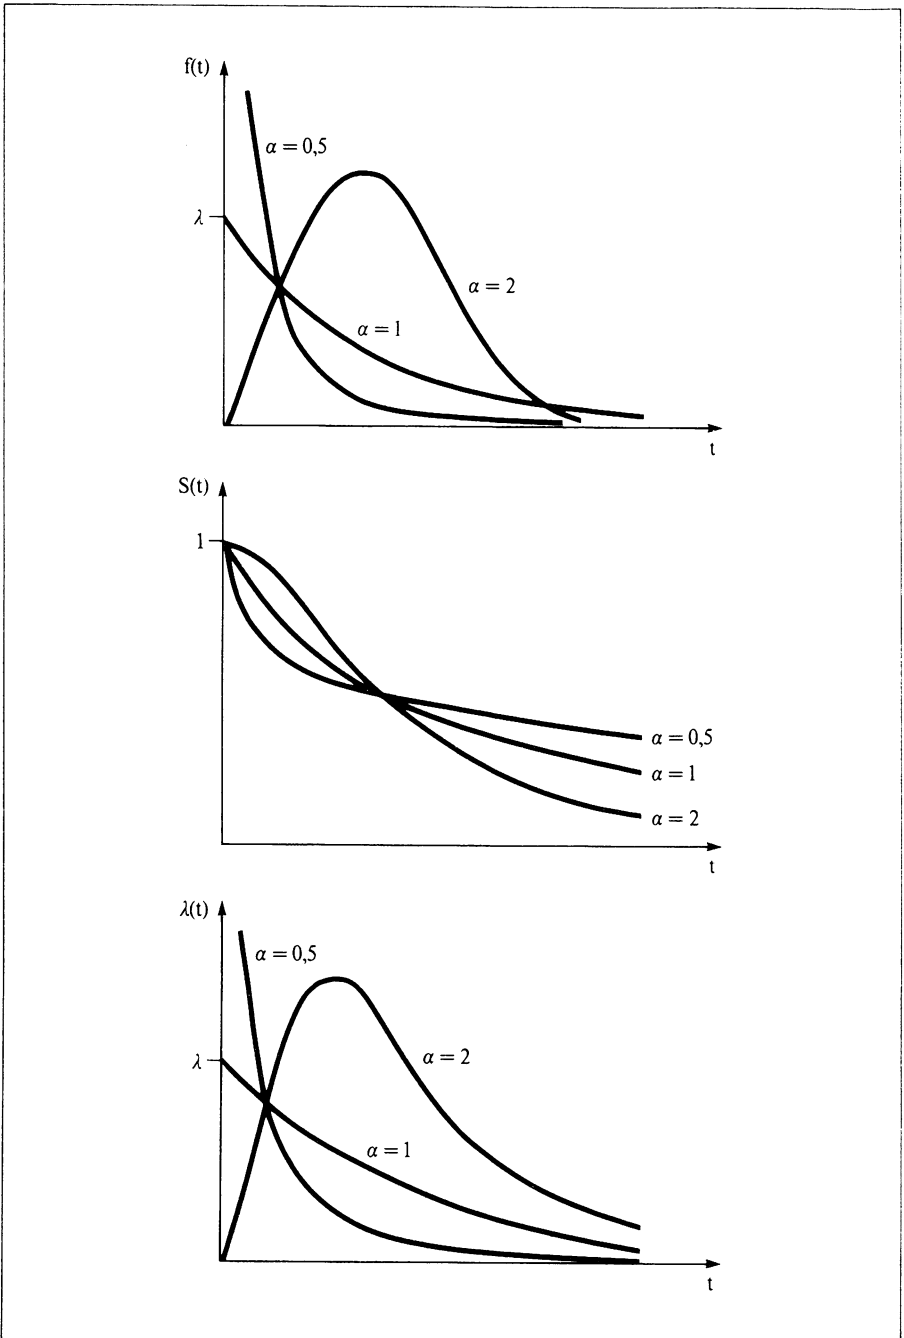 f(t)
α = 0,5
λ
α = 2
α = 1
t
S(t)
1
α = 0,5
α = 1
α = 2
t
λ(t)
α = 0,5
λ
α = 2
α = 1
t